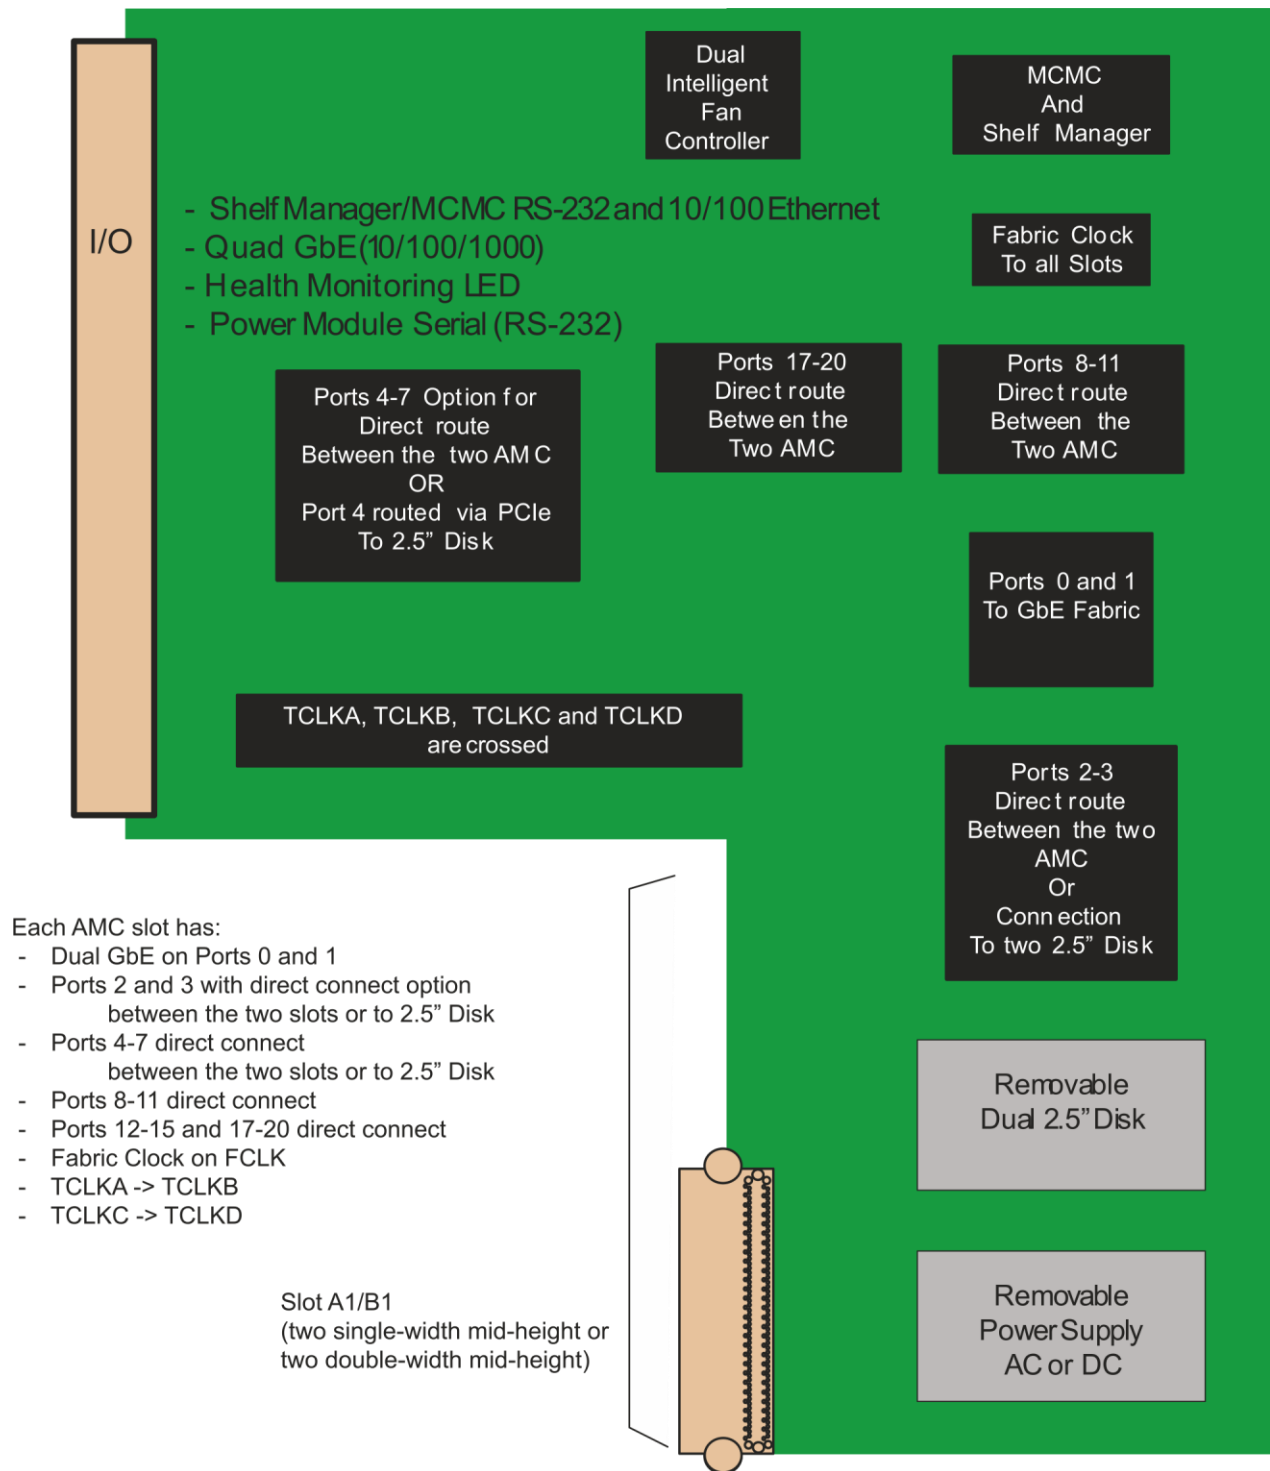 Dual
Intelligent
Fan
Controller
MCMC
And
Shelf Manager
I/O
- Shelf Manager/MCMC RS-232 and 10/100 Ethernet
- Quad GbE(10/100/1000)
- Health Monitoring LED
- Power Module Serial (RS-232)
Fabric Clock
To all Slots
Ports 4-7 Option for
Direct route
Between the two AMC
OR
Port 4 routed via PCIe
To 2.5” Disk
Ports 17-20
Direct route
Between the
Two AMC
Ports 8-11
Direct route
Between the
Two AMC
Ports 0 and 1
To GbE Fabric
TCLKA, TCLKB, TCLKC and TCLKD
are crossed
Ports 2-3
Direct route
Between the two
AMC
Or
Connection
To two 2.5” Disk
Each AMC slot has:
- Dual GbE on Ports 0 and 1
- Ports 2 and 3 with direct connect option
between the two slots or to 2.5” Disk
- Ports 4-7 direct connect
between the two slots or to 2.5” Disk
- Ports 8-11 direct connect
- Ports 12-15 and 17-20 direct connect
- Fabric Clock on FCLK
- TCLKA -> TCLKB
- TCLKC -> TCLKD
Removable
Dual 2.5” Disk
Slot A1/B1
(two single-width mid-height or
two double-width mid-height)
Removable
Power Supply
AC or DC